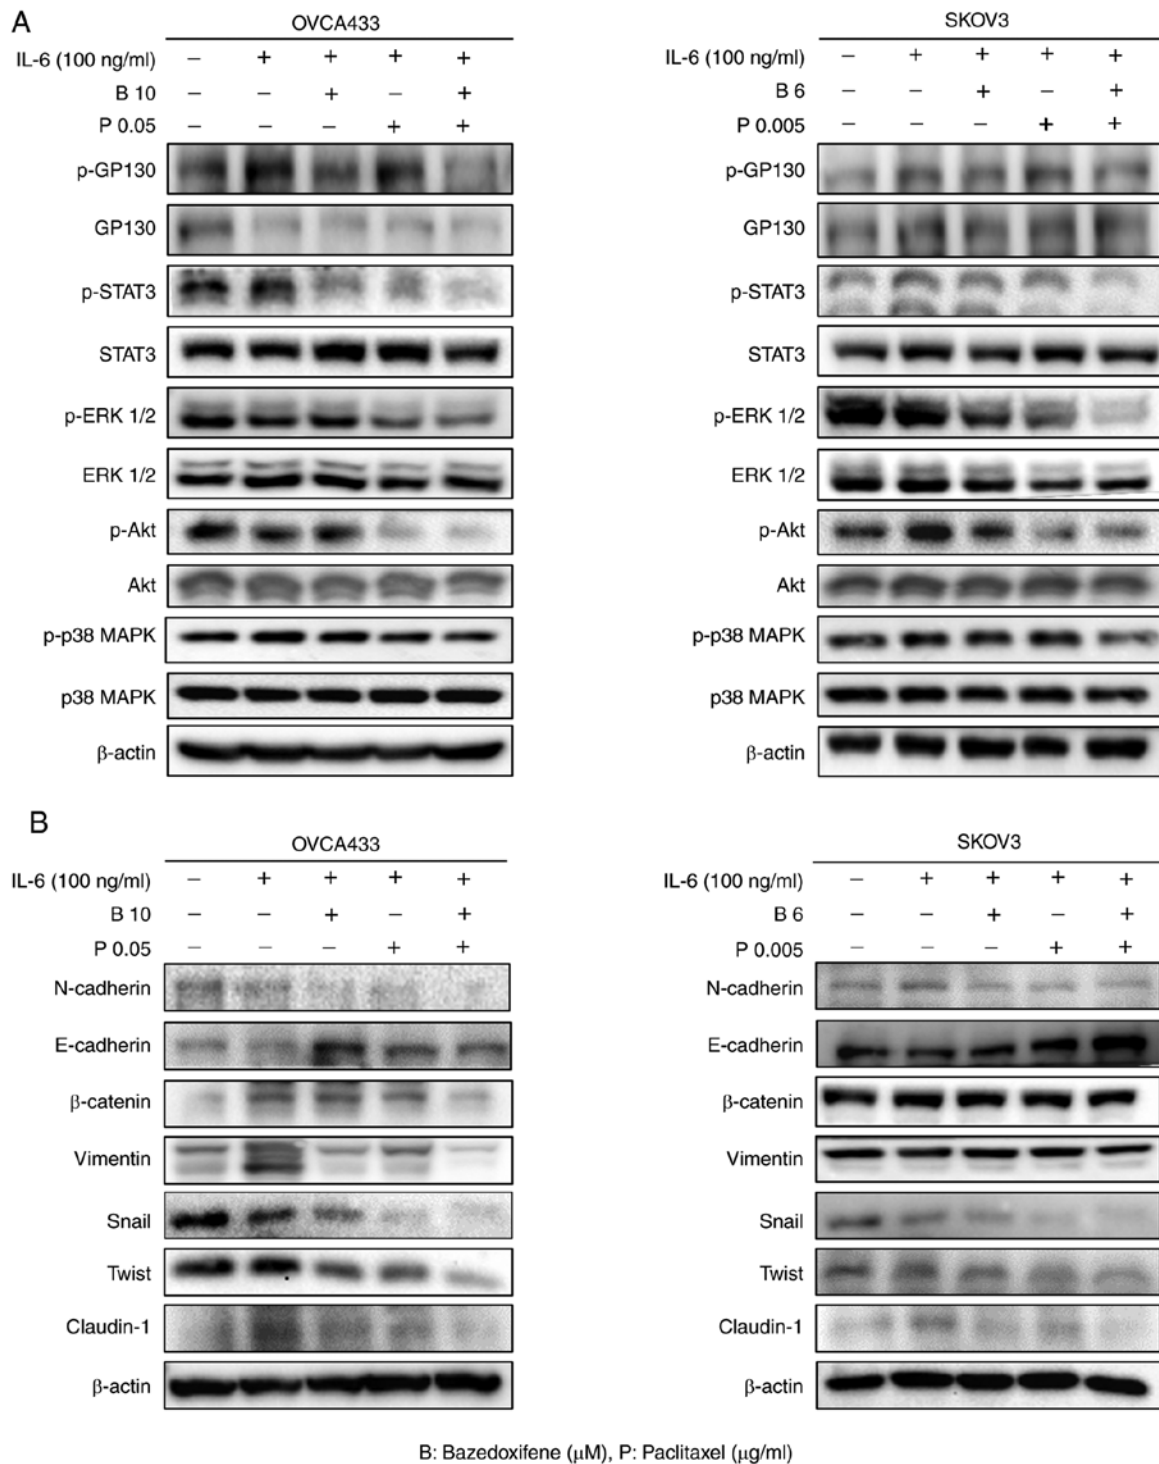 A
OVCA433
IL-6 (100 ng/ml) – + + + +
B 10 – – + – +
P 0.05 – – – + +
p-GP130
GP130
p-STAT3
STAT3
p-ERK 1/2
ERK 1/2
p-Akt
Akt
p-p38 MAPK
p38 MAPK
β-actin
SKOV3
IL-6 (100 ng/ml) – + + + +
B 6 – – + – +
P 0.005 – – – + +
p-GP130
GP130
p-STAT3
STAT3
p-ERK 1/2
ERK 1/2
p-Akt
Akt
p-p38 MAPK
p38 MAPK
β-actin
B
OVCA433
IL-6 (100 ng/ml) – + + + +
B 10 – – + – +
P 0.05 – – – + +
N-cadherin
E-cadherin
β-catenin
Vimentin
Snail
Twist
Claudin-1
β-actin
SKOV3
IL-6 (100 ng/ml) – + + + +
B 6 – – + – +
P 0.005 – – – + +
N-cadherin
E-cadherin
β-catenin
Vimentin
Snail
Twist
Claudin-1
β-actin
B: Bazedoxifene (μM), P: Paclitaxel (μg/ml)